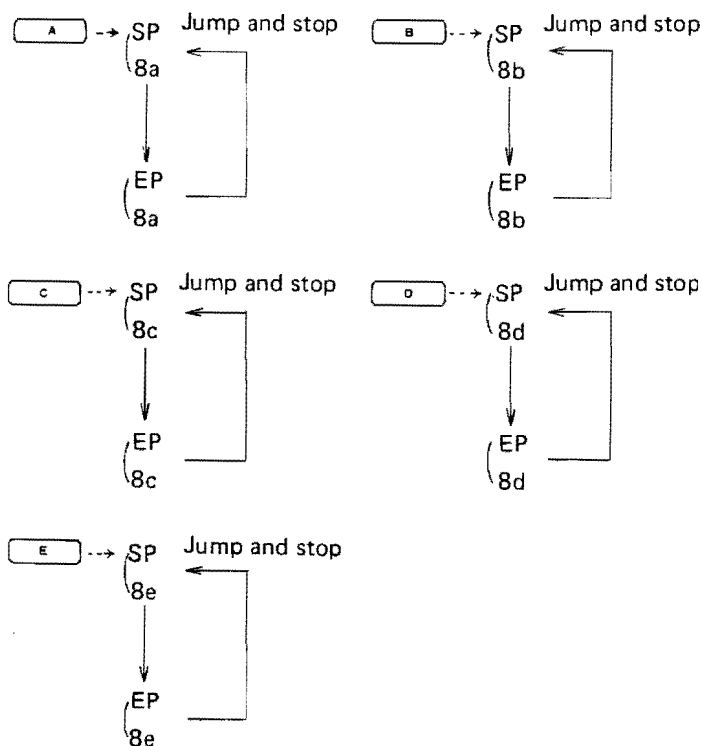 A SP Jump and stop
8a
EP
8a
B SP Jump and stop
8b
EP
8b
C SP Jump and stop
8c
EP
8c
D SP Jump and stop
8d
EP
8d
E SP Jump and stop
8e
EP
8e